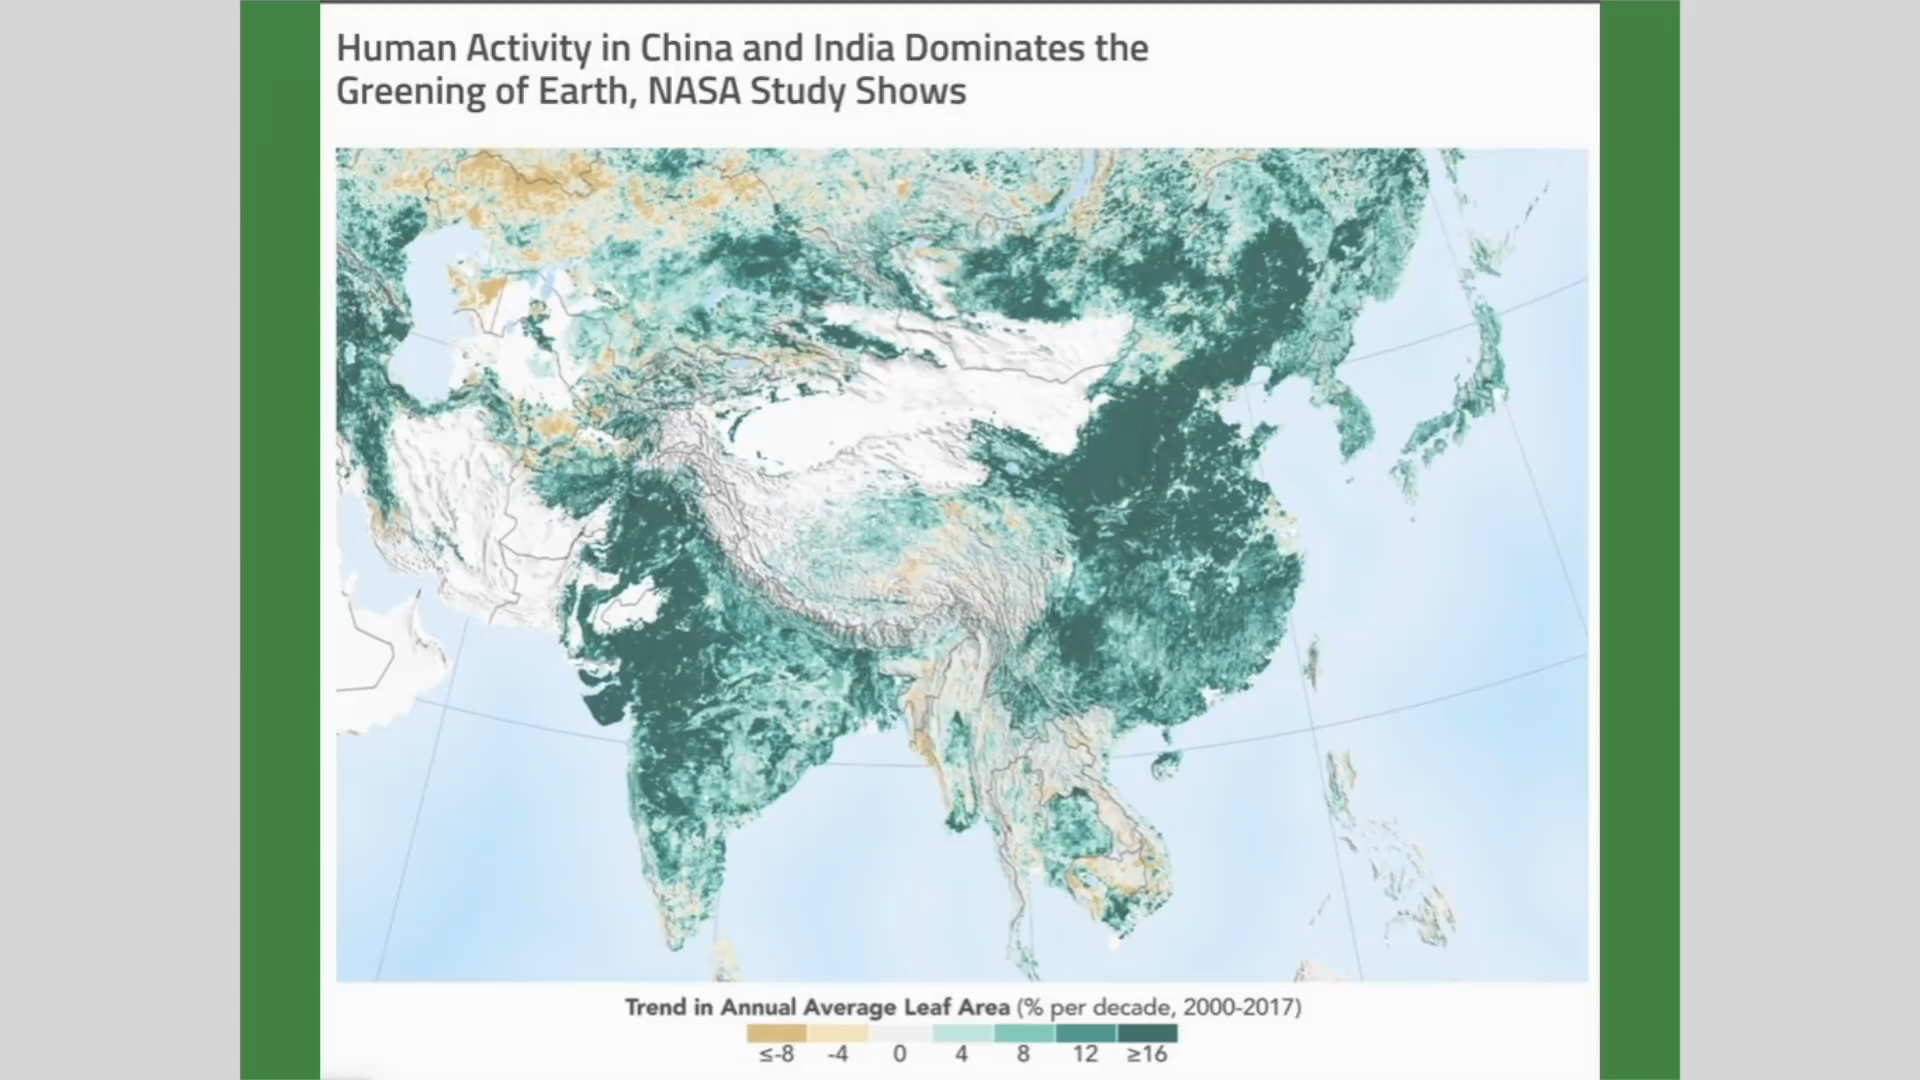 Human Activity in China and India Dominates the
Greening of Earth, NASA Study Shows
Trend in Annual Average Leaf Area (% per decade, 2000-2017)
≤-8 -4 0 4 8 12 ≥16